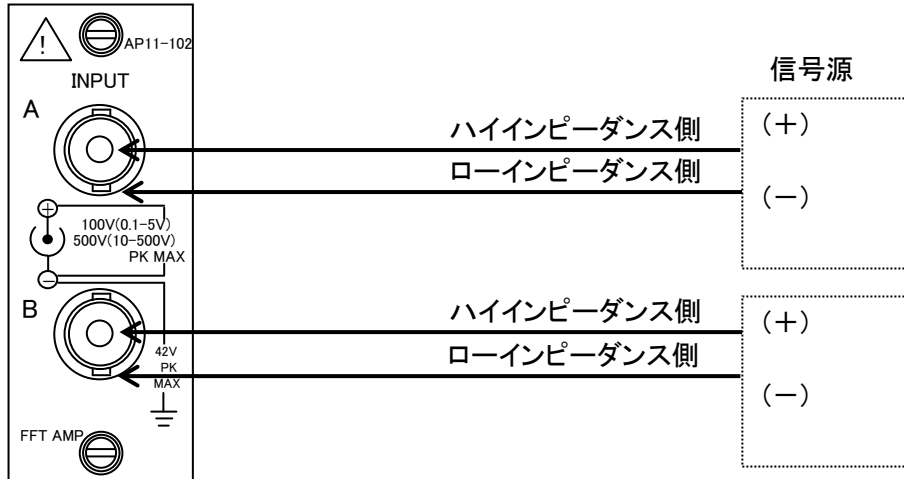 !
AP11-102
INPUT
A
100V(0.1-5V)
500V(10-500V)
PK MAX
B
42V
PK
MAX
FFT AMP
信号源
ハイインピーダンス側
(+)
ローインピーダンス側
(-)
ハイインピーダンス側
(+)
ローインピーダンス側
(-)